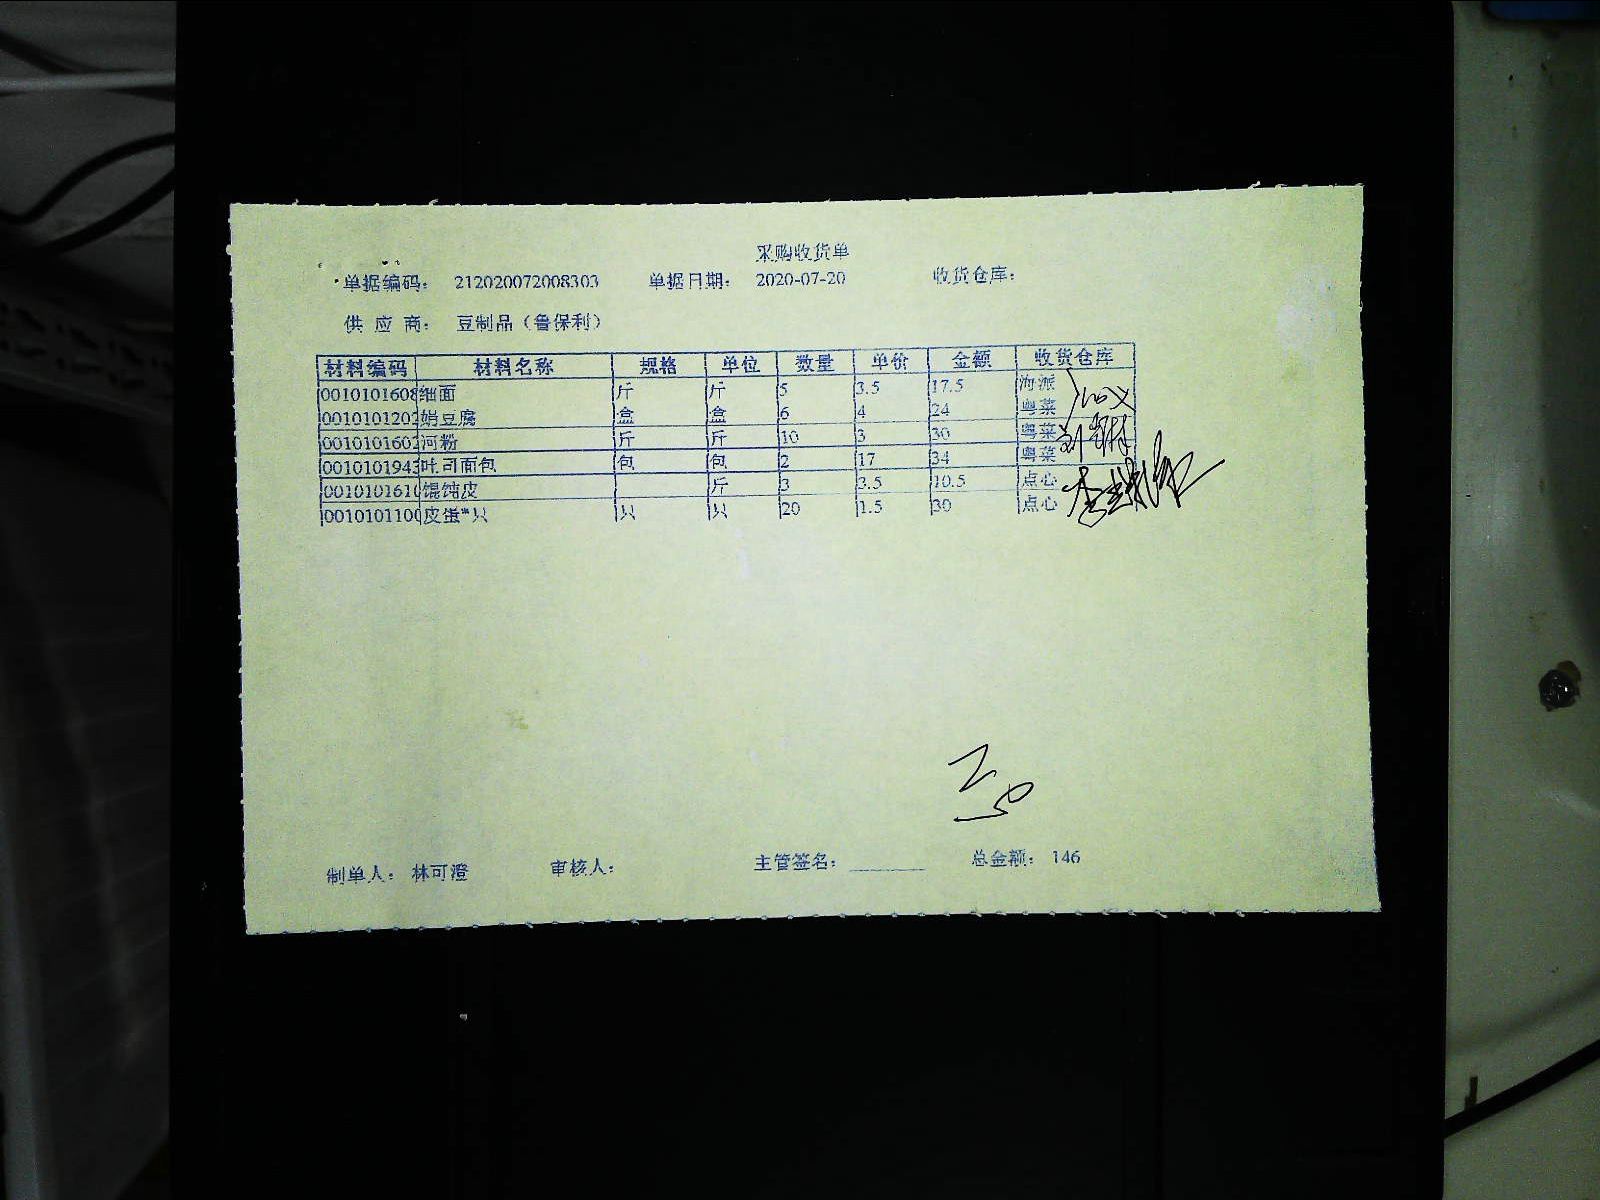 采购收货单
单据编码： 212020072008303 单据日期： 2020-07-20 收货仓库：
供 应 商： 豆制品（鲁保利）
材料编码 材料名称 规格 单位 数量 单价 金额 收货仓库
0010101608 细面 斤 斤 5 3.5 17.5 海派
0010101202 娟豆腐 盒 盒 6 4 24 粤菜
0010101602 河粉 斤 斤 10 3 30 粤菜
0010101943 吐司面包 包 包 2 17 34 粤菜
0010101610 馄饨皮 斤 3 3.5 10.5 点心
0010101100 皮蛋*只 只 只 20 1.5 30 点心
制单人： 林可澄 审核人： 主管签名： 总金额： 146